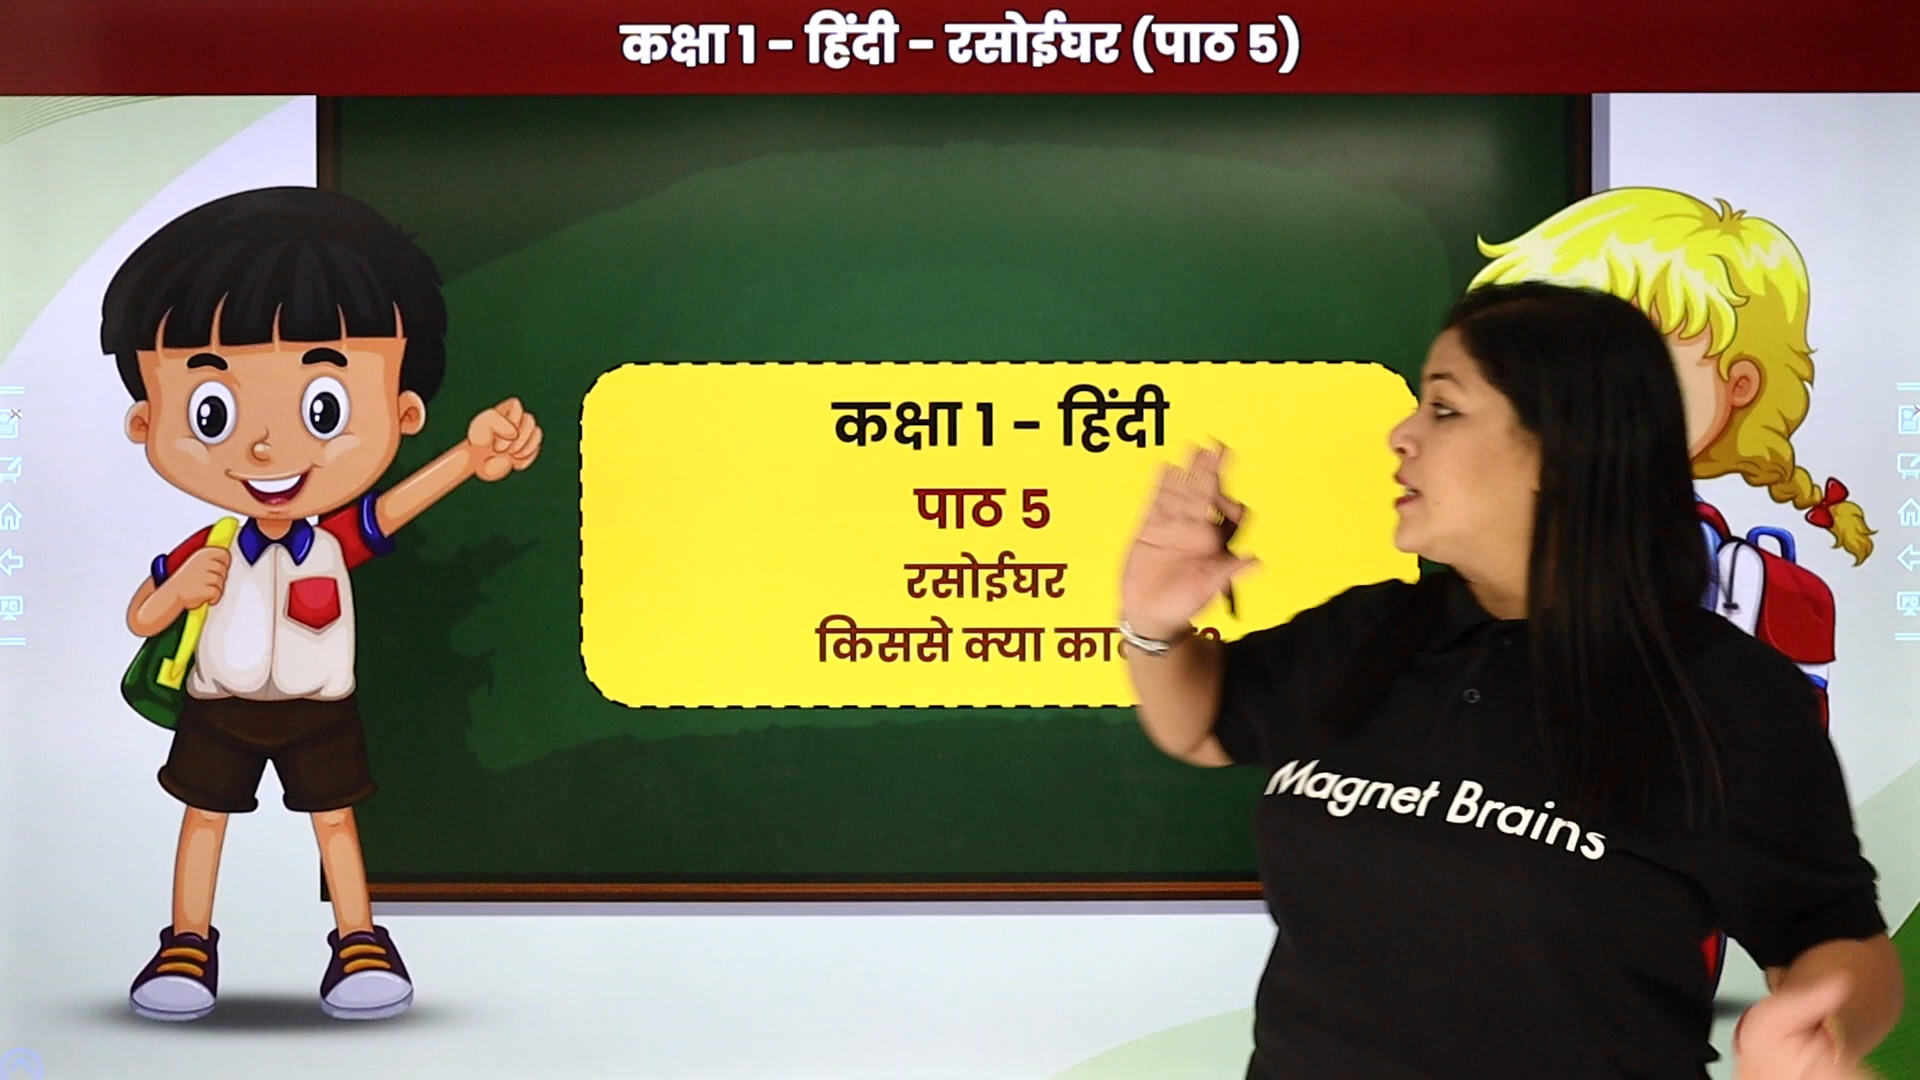 कक्षा 1 - हिंदी - रसोईघर (पाठ 5)
कक्षा 1 - हिंदी
पाठ 5
रसोईघर
किससे क्या
Magnet Brains